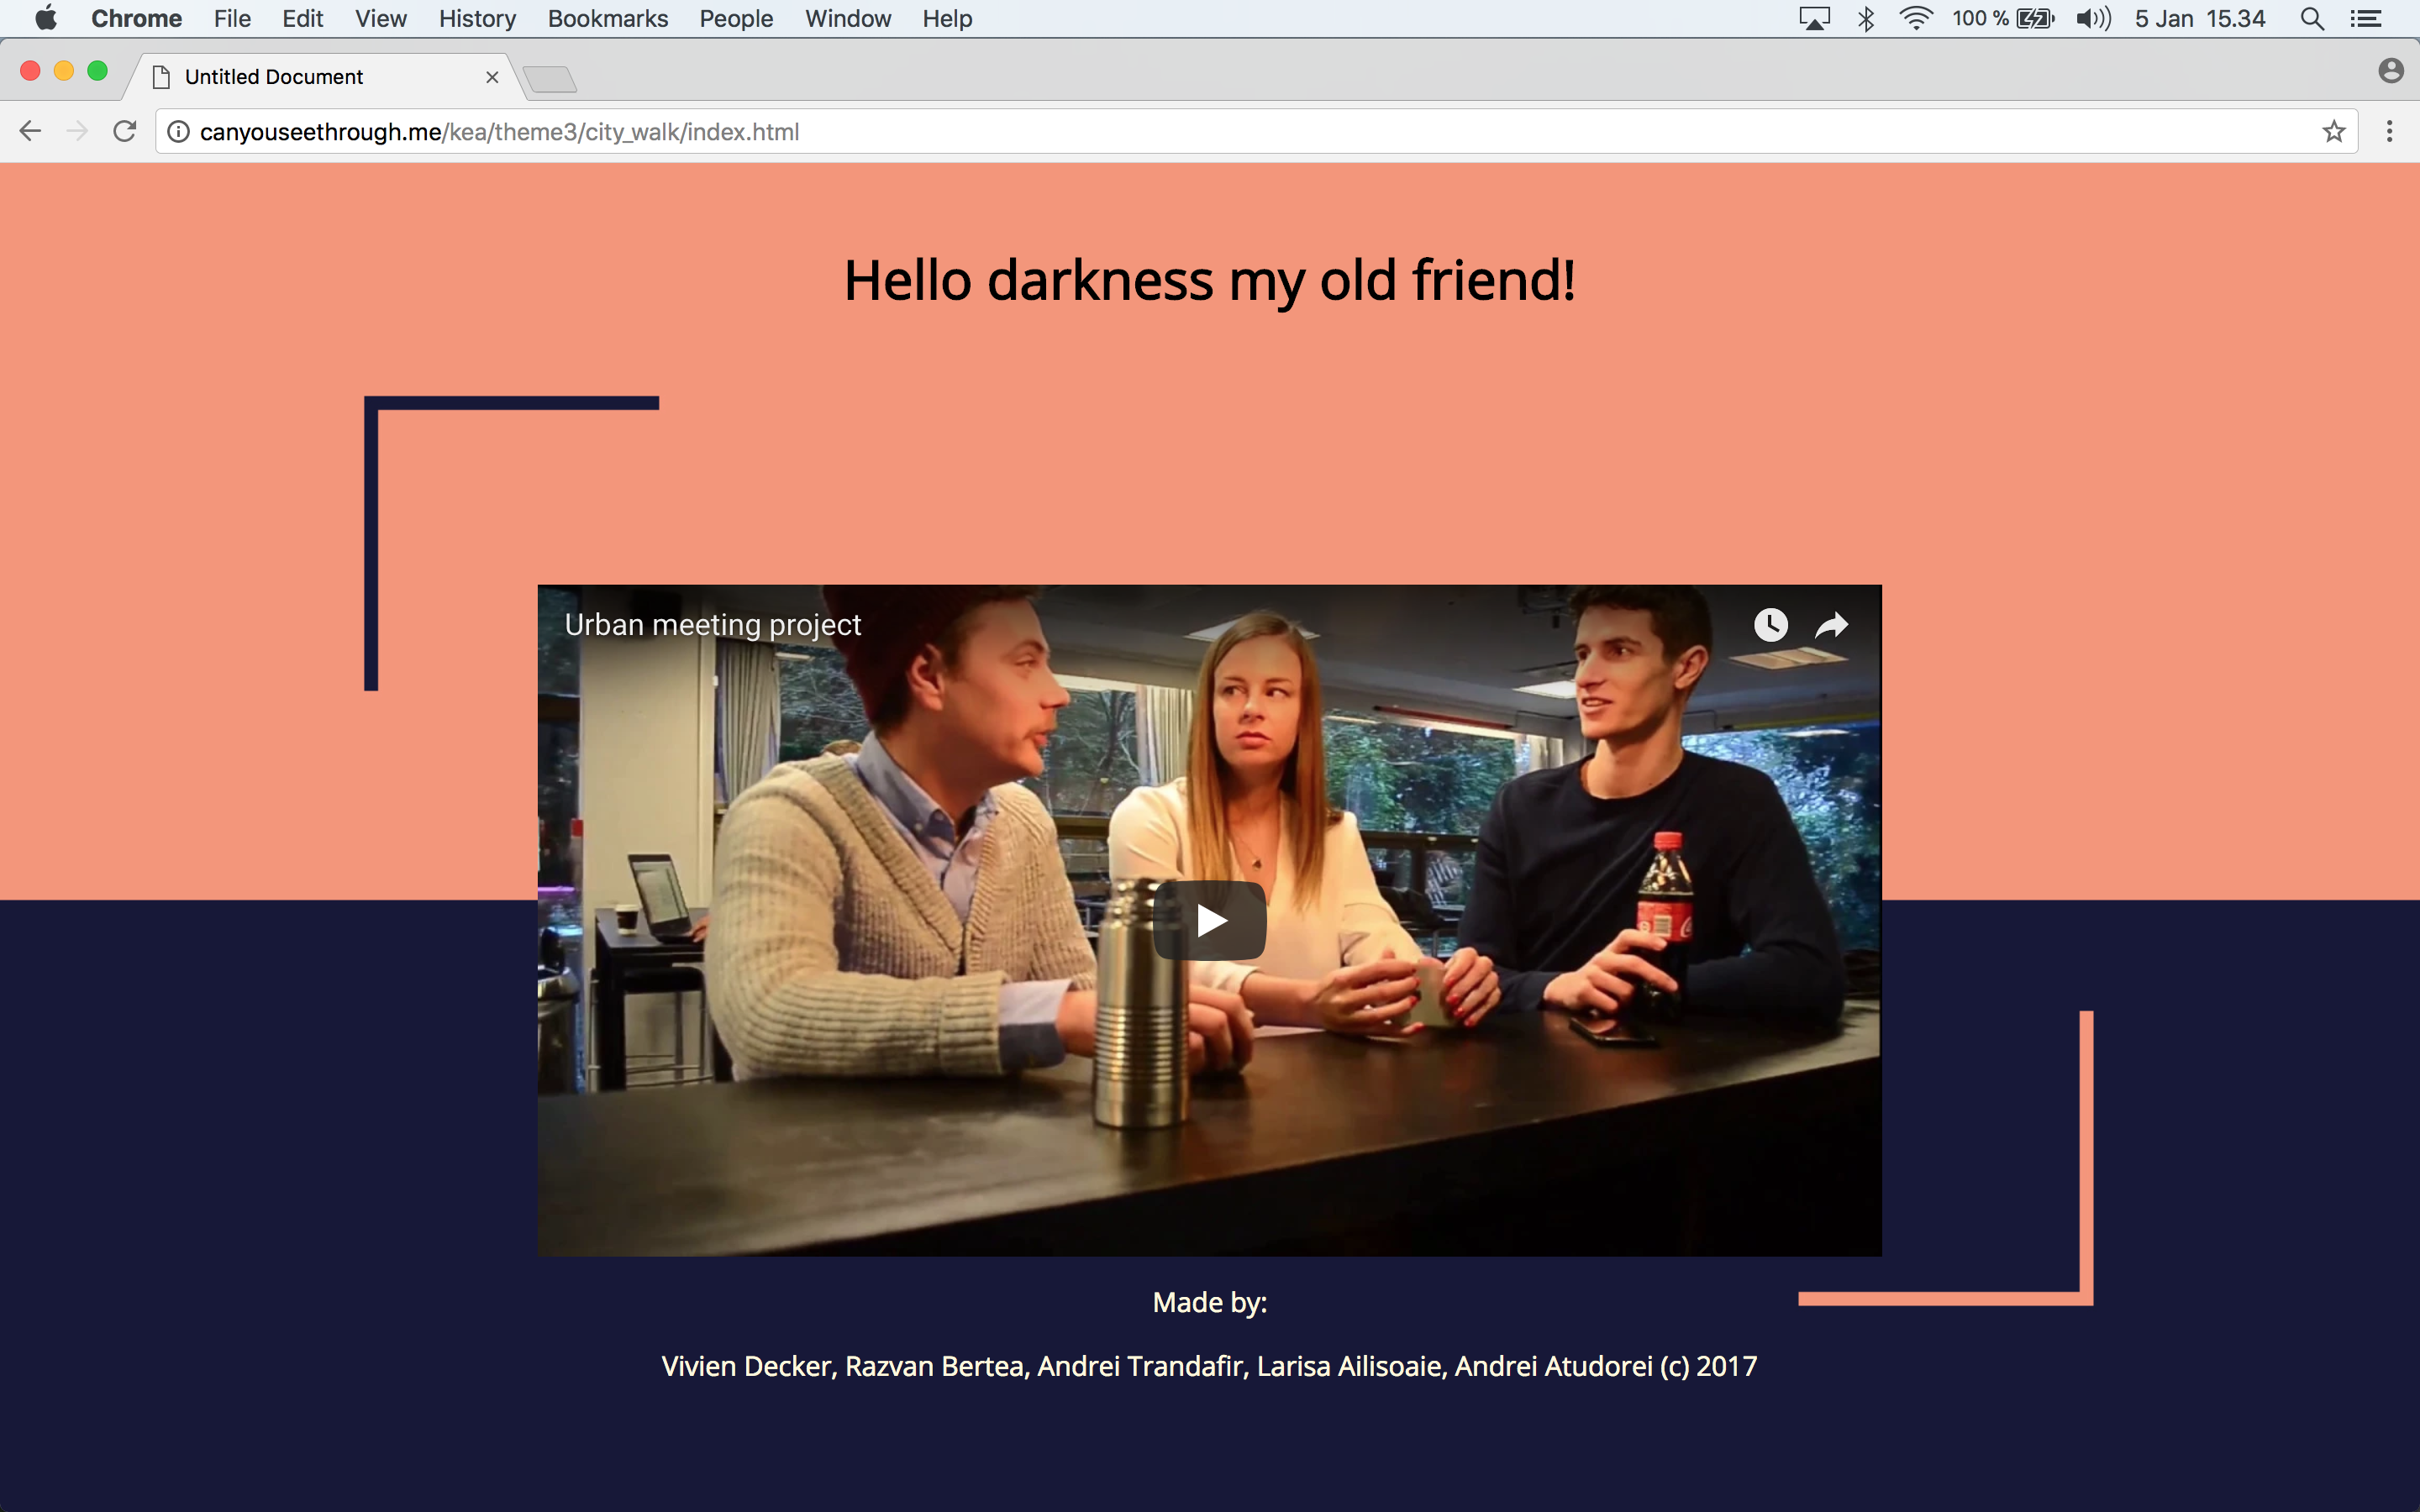 Chrome File Edit View History Bookmarks People Window Help 100 % 5 Jan 15.34
Untitled Document
canyouseethrough.me/kea/theme3/city_walk/index.html
Hello darkness my old friend!
Urban meeting project
Made by:
Vivien Decker, Razvan Bertea, Andrei Trandafir, Larisa Ailisoaie, Andrei Atudorei (c) 2017